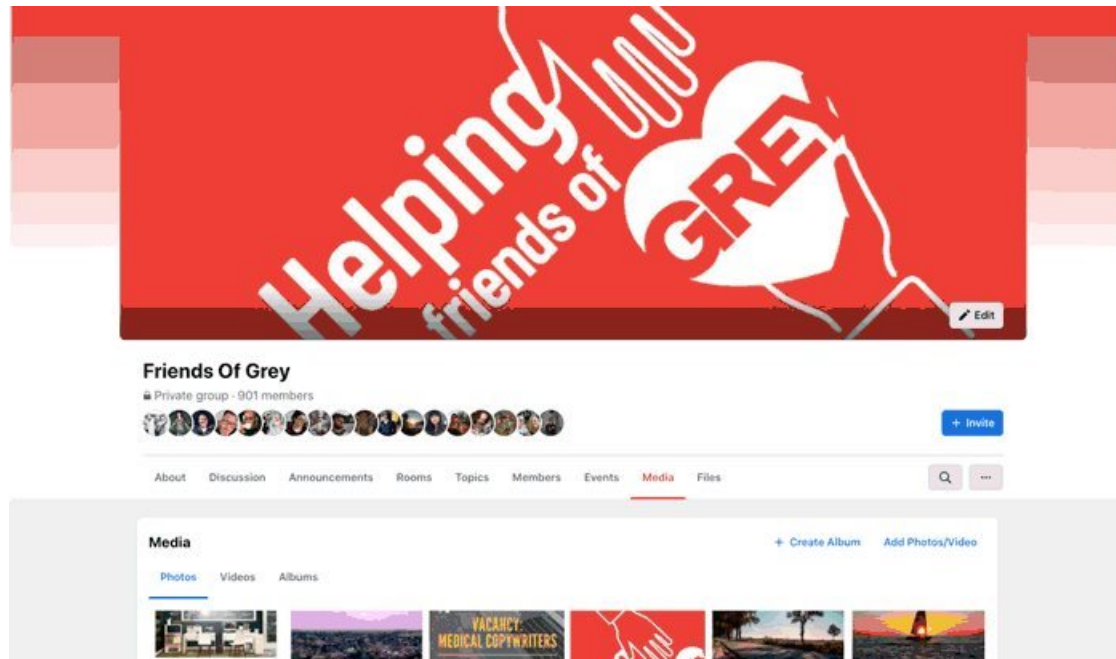 Helping
friends of
GREY
Edit
Friends Of Grey
Private group · 901 members
+ Invite
About Discussion Announcements Rooms Topics Members Events Media Files
Media
+ Create Album Add Photos/Video
Photos Videos Albums
VACANCY:
MEDICAL COPYWRITERS